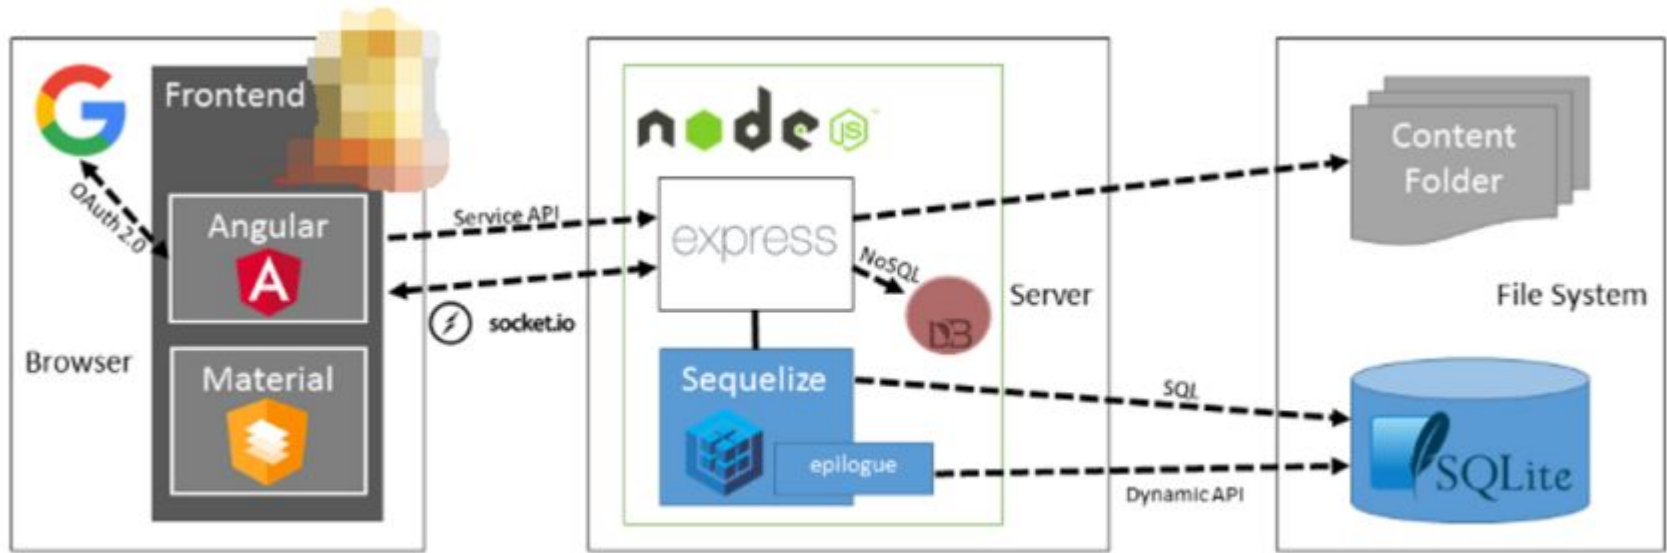 Frontend
OAuth 2.0
Angular
A
Browser
Material
Service API
socket.io
node
JS
express
NoSQL
DB
Server
Sequelize
epilogue
SQL
Dynamic API
Content
Folder
File System
SQLite